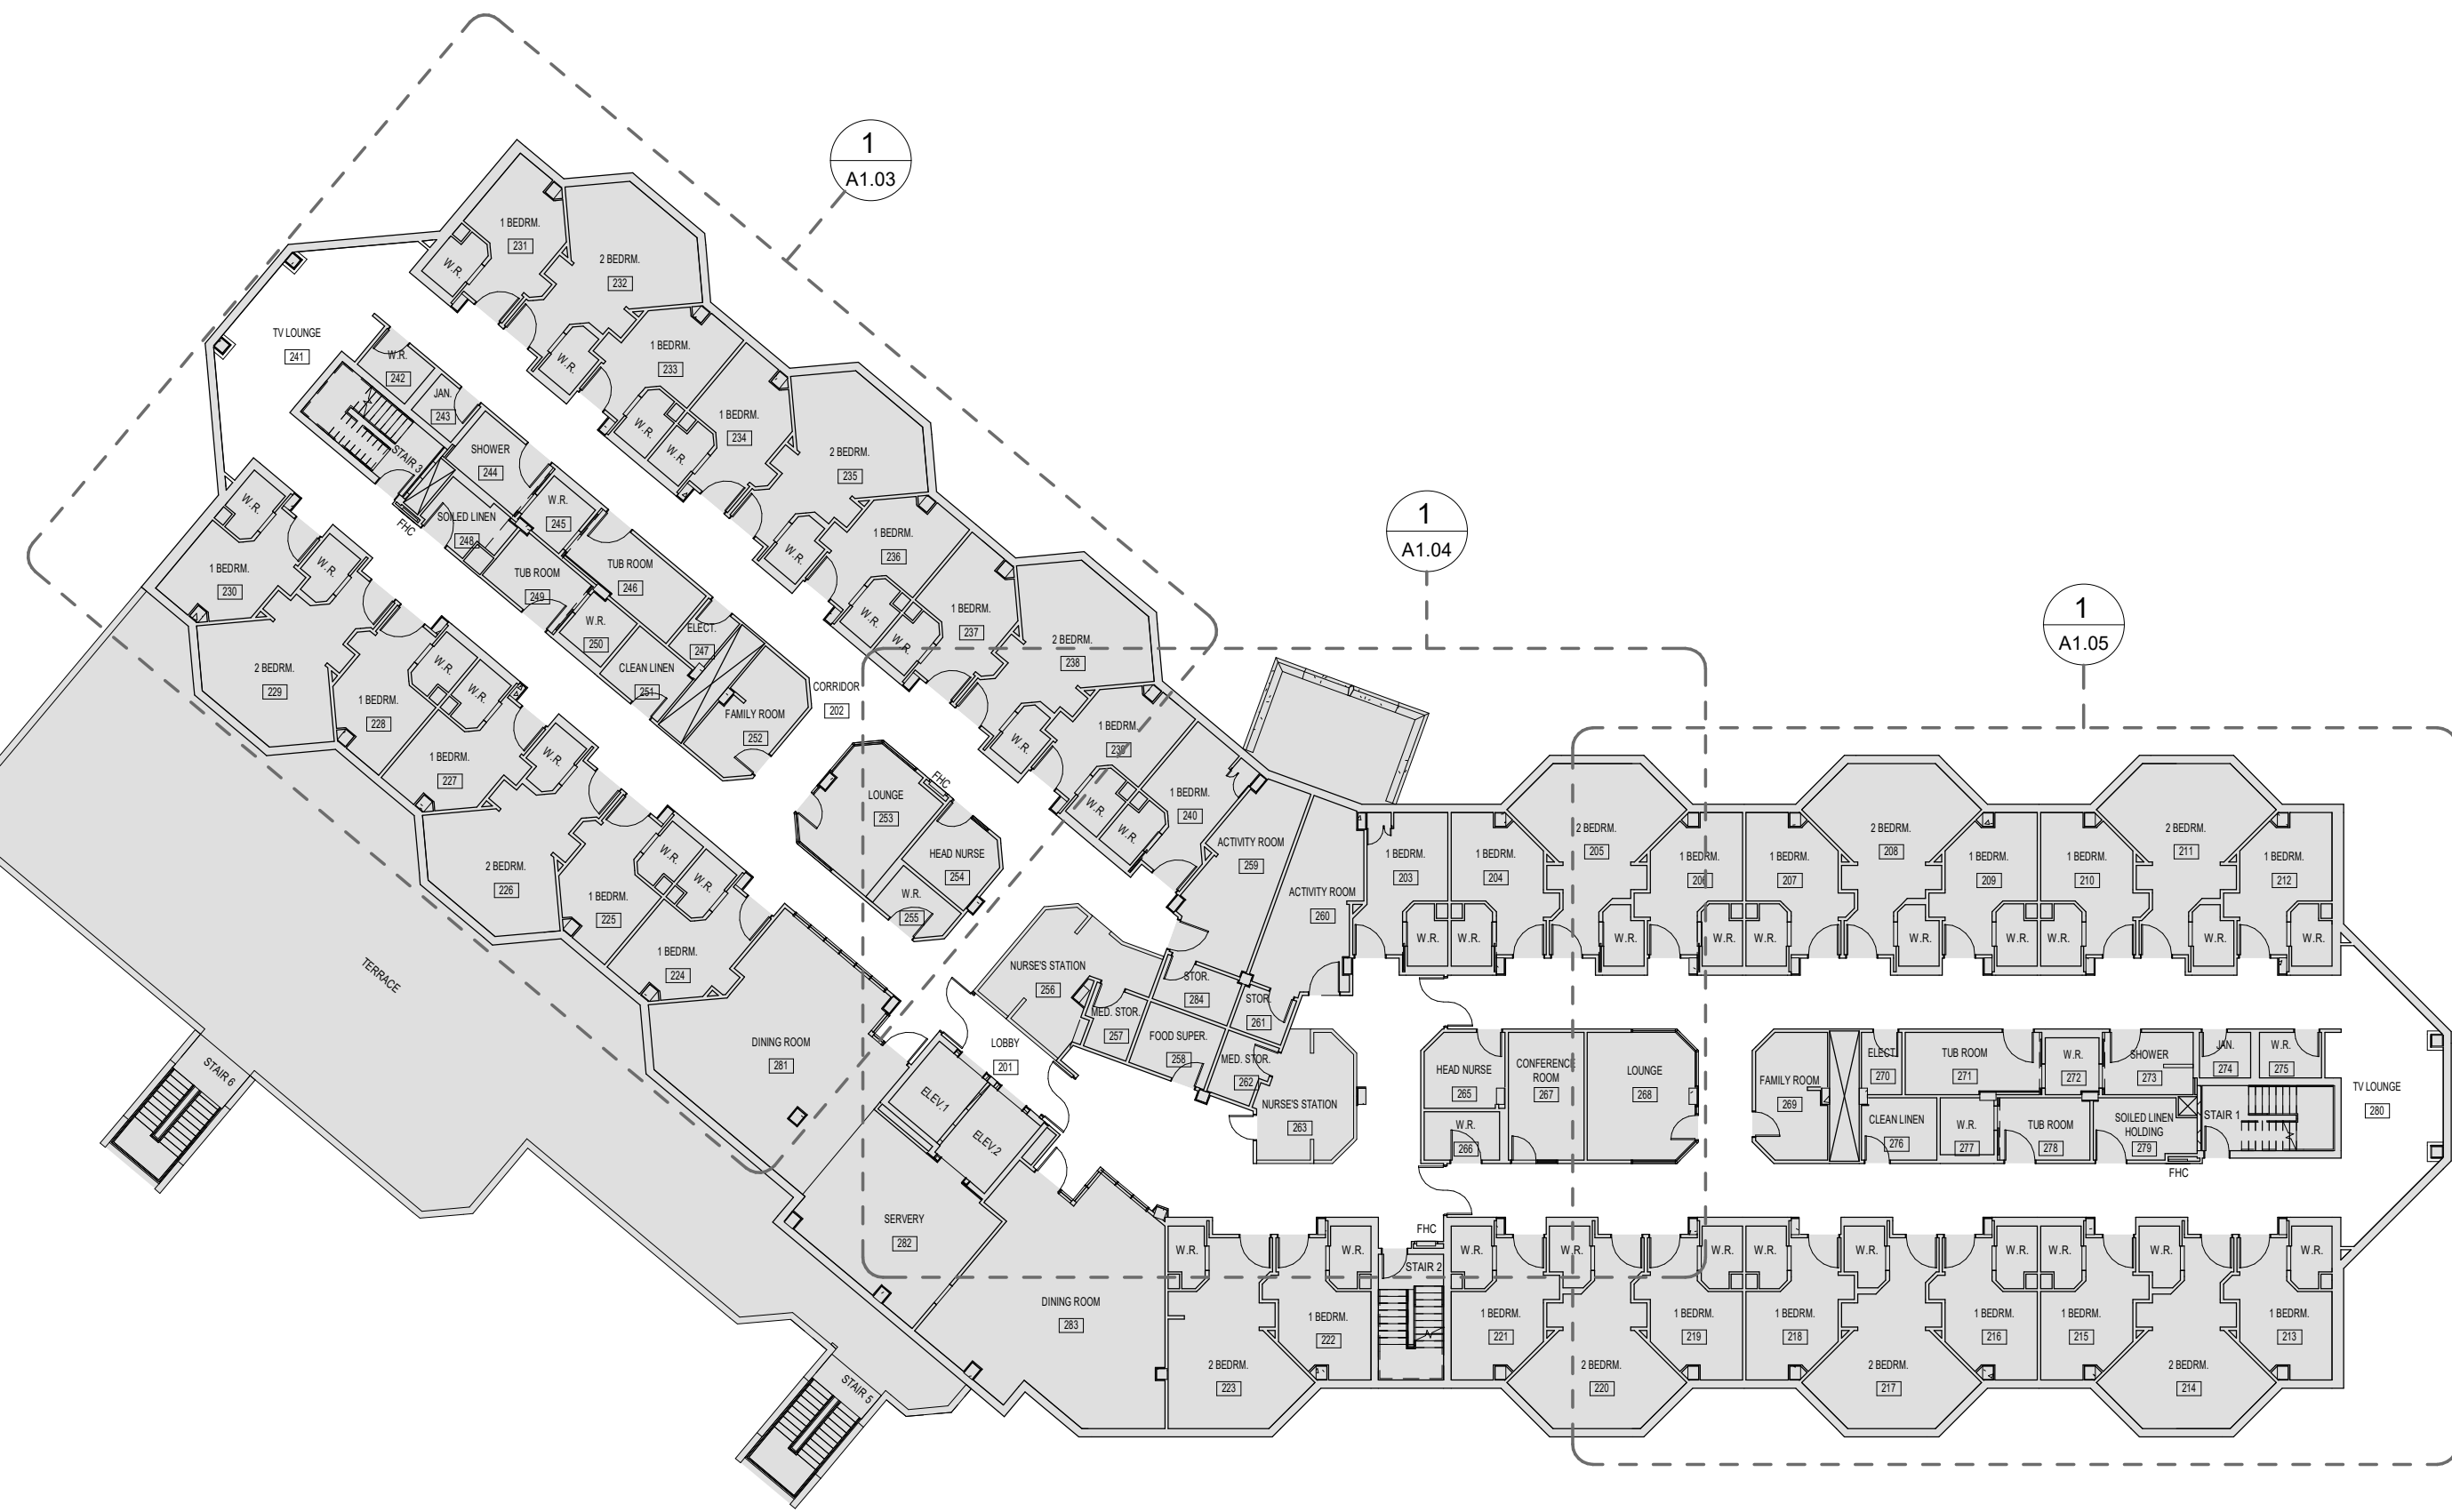 1
A1.03
1
A1.04
1
A1.05
1 BEDRM.
231
W.R.
2 BEDRM.
232
W.R.
1 BEDRM.
233
W.R.
1 BEDRM.
234
W.R.
2 BEDRM.
235
W.R.
1 BEDRM.
236
W.R.
1 BEDRM.
237
W.R.
2 BEDRM.
238
W.R.
1 BEDRM.
239
W.R.
1 BEDRM.
240
W.R.
TV LOUNGE
241
W.R.
242
JAN.
243
STAIR 3
SHOWER
244
W.R.
245
TUB ROOM
246
ELECT.
247
FHC
SOILED LINEN
248
TUB ROOM
249
W.R.
250
CLEAN LINEN
251
FAMILY ROOM
252
CORRIDOR
202
W.R.
1 BEDRM.
230
W.R.
2 BEDRM.
229
W.R.
1 BEDRM.
228
W.R.
1 BEDRM.
227
W.R.
2 BEDRM.
226
W.R.
1 BEDRM.
225
W.R.
1 BEDRM.
224
LOUNGE
253
FHC
HEAD NURSE
254
W.R.
255
NURSE'S STATION
256
MED. STOR.
257
FOOD SUPER.
258
ACTIVITY ROOM
259
ACTIVITY ROOM
260
STOR.
284
STOR.
261
MED. STOR.
262
NURSE'S STATION
263
LOBBY
201
ELEV.1
ELEV.2
DINING ROOM
281
SERVERY
282
DINING ROOM
283
TERRACE
STAIR 6
STAIR 5
1 BEDRM.
203
W.R.
1 BEDRM.
204
W.R.
2 BEDRM.
205
W.R.
1 BEDRM.
206
W.R.
1 BEDRM.
207
W.R.
2 BEDRM.
208
W.R.
1 BEDRM.
209
W.R.
1 BEDRM.
210
W.R.
2 BEDRM.
211
W.R.
1 BEDRM.
212
W.R.
HEAD NURSE
265
W.R.
266
CONFERENCE
ROOM
267
LOUNGE
268
FAMILY ROOM
269
ELECT.
270
TUB ROOM
271
W.R.
272
SHOWER
273
JAN.
274
W.R.
275
CLEAN LINEN
276
W.R.
277
TUB ROOM
278
SOILED LINEN
HOLDING
279
STAIR 1
FHC
TV LOUNGE
280
W.R.
2 BEDRM.
223
W.R.
1 BEDRM.
222
FHC
STAIR 2
W.R.
1 BEDRM.
221
W.R.
2 BEDRM.
220
W.R.
1 BEDRM.
219
W.R.
1 BEDRM.
218
W.R.
2 BEDRM.
217
W.R.
1 BEDRM.
216
W.R.
1 BEDRM.
215
W.R.
2 BEDRM.
214
W.R.
1 BEDRM.
213